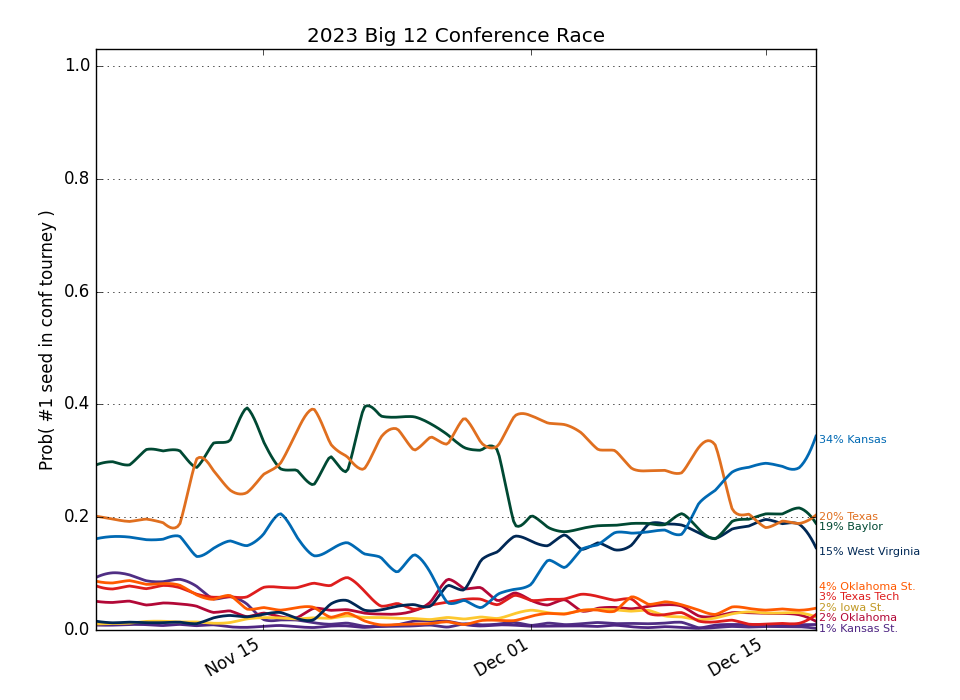 2023 Big 12 Conference Race
Prob( #1 seed in conf tourney )
1.0
0.8
0.6
0.4
0.2
0.0
Nov 15
Dec 01
Dec 15
34% Kansas
20% Texas
19% Baylor
15% West Virginia
4% Oklahoma St.
3% Texas Tech
2% Iowa St.
2% Oklahoma
1% Kansas St.